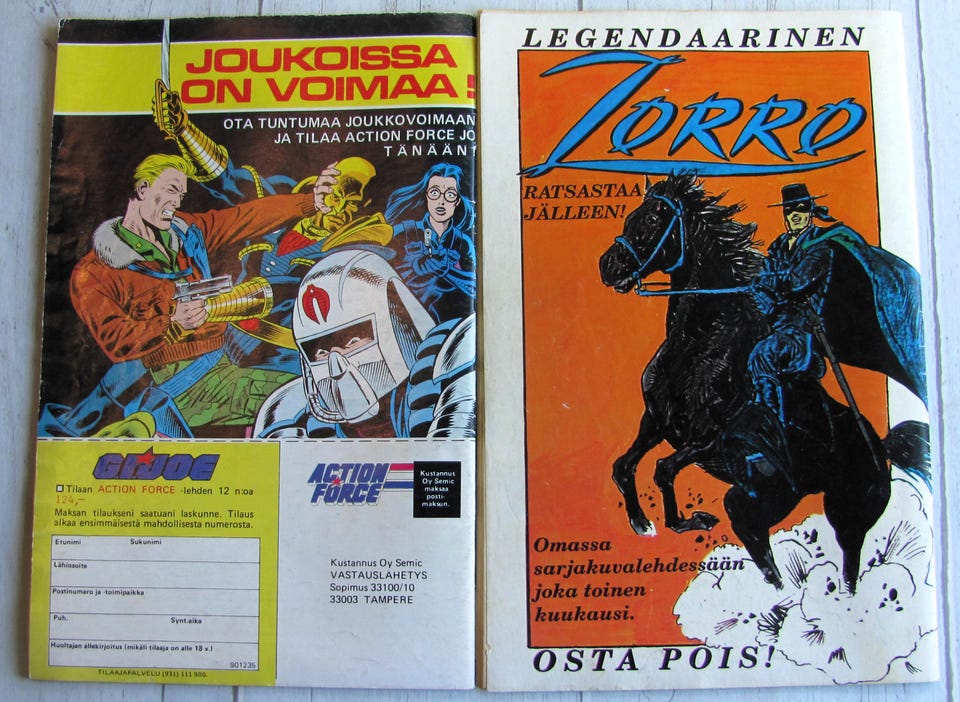 JOUKOISSA
ON VOIMAA!
OTA TUNTUMAA JOUKKOVOIMAAN
JA TILAA ACTION FORCE JO
TÄNÄÄN!
G.I. JOE
Tilaan ACTION FORCE -lehden 12 n:oa
124,–
Maksan tilaukseni saatuani laskunne. Tilaus
alkaa ensimmäisestä mahdollisesta numerosta.
Etunimi Sukunimi
Lähiosoite
Postinumero ja -toimipaikka
Puh. Synt.aika
Huoltajan allekirjoitus (mikäli tilaaja on alle 18 v.)
901235
TILAAJAPALVELU (931) 111 900.
ACTION
FORCE
Kustannus
Oy Semic
maksaa
posti-
maksun.
Kustannus Oy Semic
VASTAUSLÄHETYS
Sopimus 33100/10
33003 TAMPERE
LEGENDAARINEN
ZORRO
RATSASTAA
JÄLLEEN!
Omassa
sarjakuvalehdessään
joka toinen
kuukausi.
OSTA POIS!